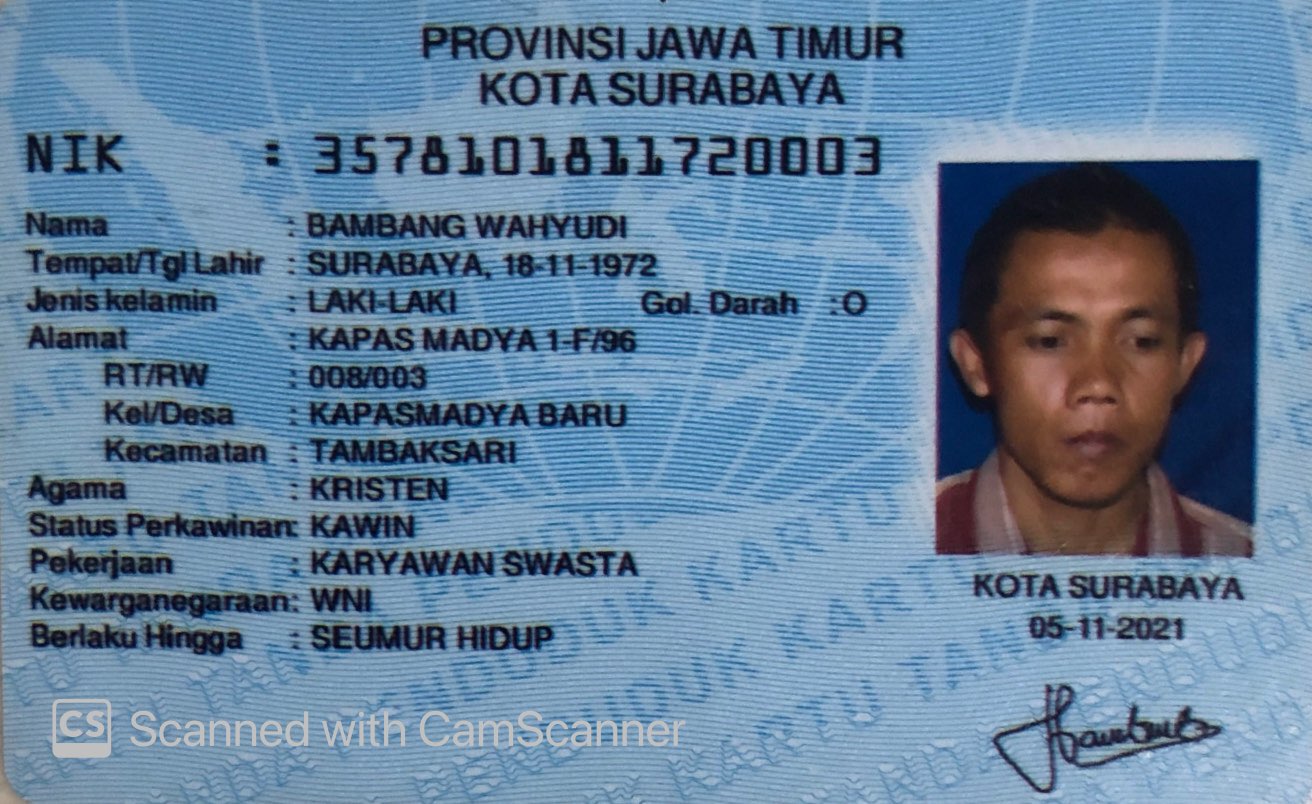 PROVINSI JAWA TIMUR
KOTA SURABAYA
NIK : 3578101811720003
Nama : BAMBANG WAHYUDI
Tempat/Tgl Lahir : SURABAYA, 18-11-1972
Jenis kelamin : LAKI-LAKI Gol. Darah : O
Alamat : KAPAS MADYA 1-F/96
RT/RW : 008/003
Kel/Desa : KAPASMADYA BARU
Kecamatan : TAMBAKSARI
Agama : KRISTEN
Status Perkawinan: KAWIN
Pekerjaan : KARYAWAN SWASTA
Kewarganegaraan: WNI
Berlaku Hingga : SEUMUR HIDUP
KOTA SURABAYA
05-11-2021
CS Scanned with CamScanner